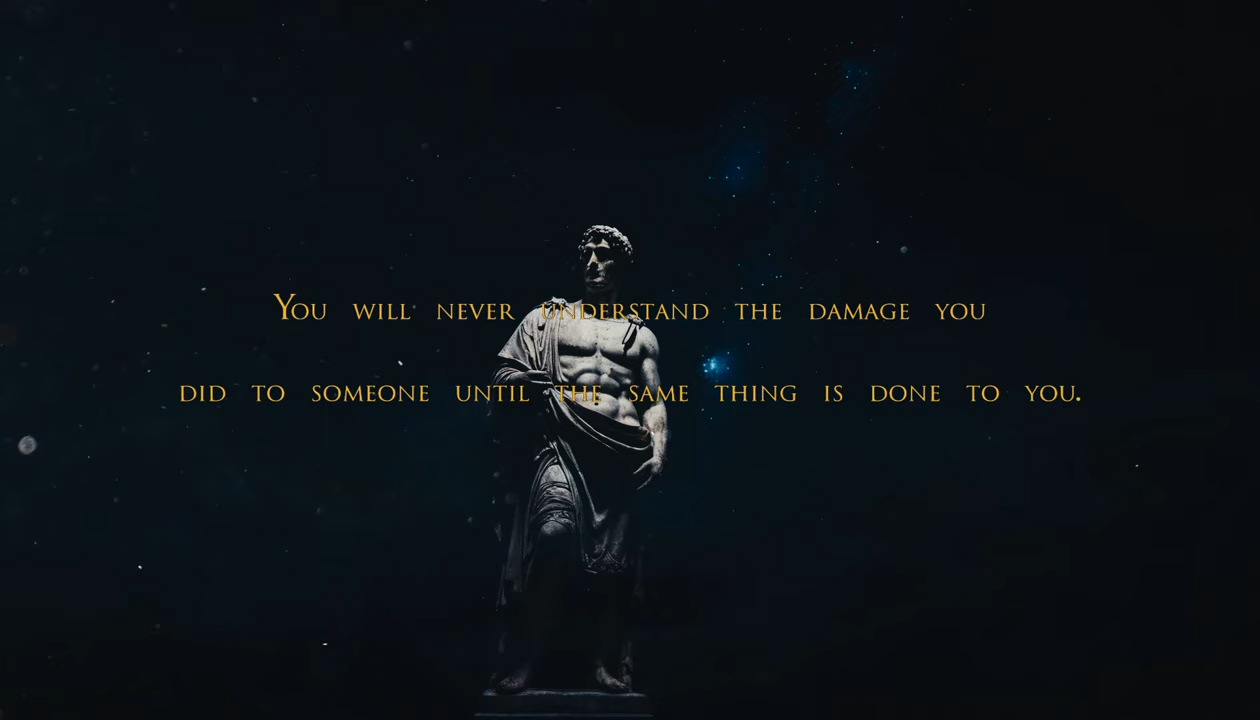 You will never understand the damage you
did to someone until the same thing is done to you.